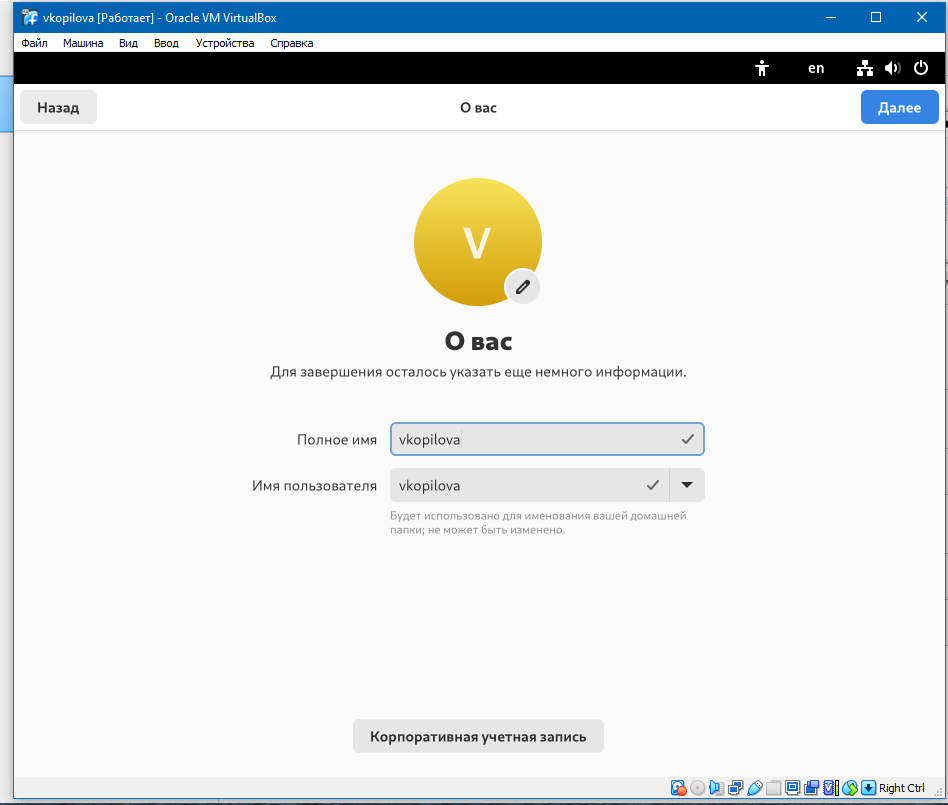 vkopilova [Работает] - Oracle VM VirtualBox
Файл Машина Вид Ввод Устройства Справка
en
Назад О вас Далее
V
О вас
Для завершения осталось указать еще немного информации.
Полное имя vkopilova
Имя пользователя vkopilova
Будет использовано для именования вашей домашней
папки; не может быть изменено.
Корпоративная учетная запись
Right Ctrl